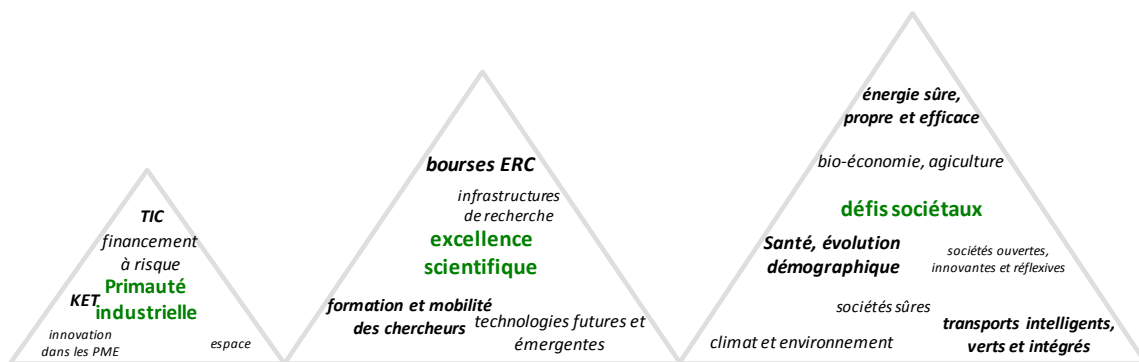 TIC
financement
à risque
KET
Primauté
industrielle
innovation
dans les PME
espace
bourses ERC
infrastructures
de recherche
excellence
scientifique
formation et mobilité
des chercheurs
technologies futures et
émergentes
énergie sûre,
propre et efficace
bio-économie, agiculture
défis sociétaux
Santé, évolution
démographique
sociétés ouvertes,
innovantes et réflexives
sociétés sûres
climat et environnement
transports intelligents,
verts et intégrés